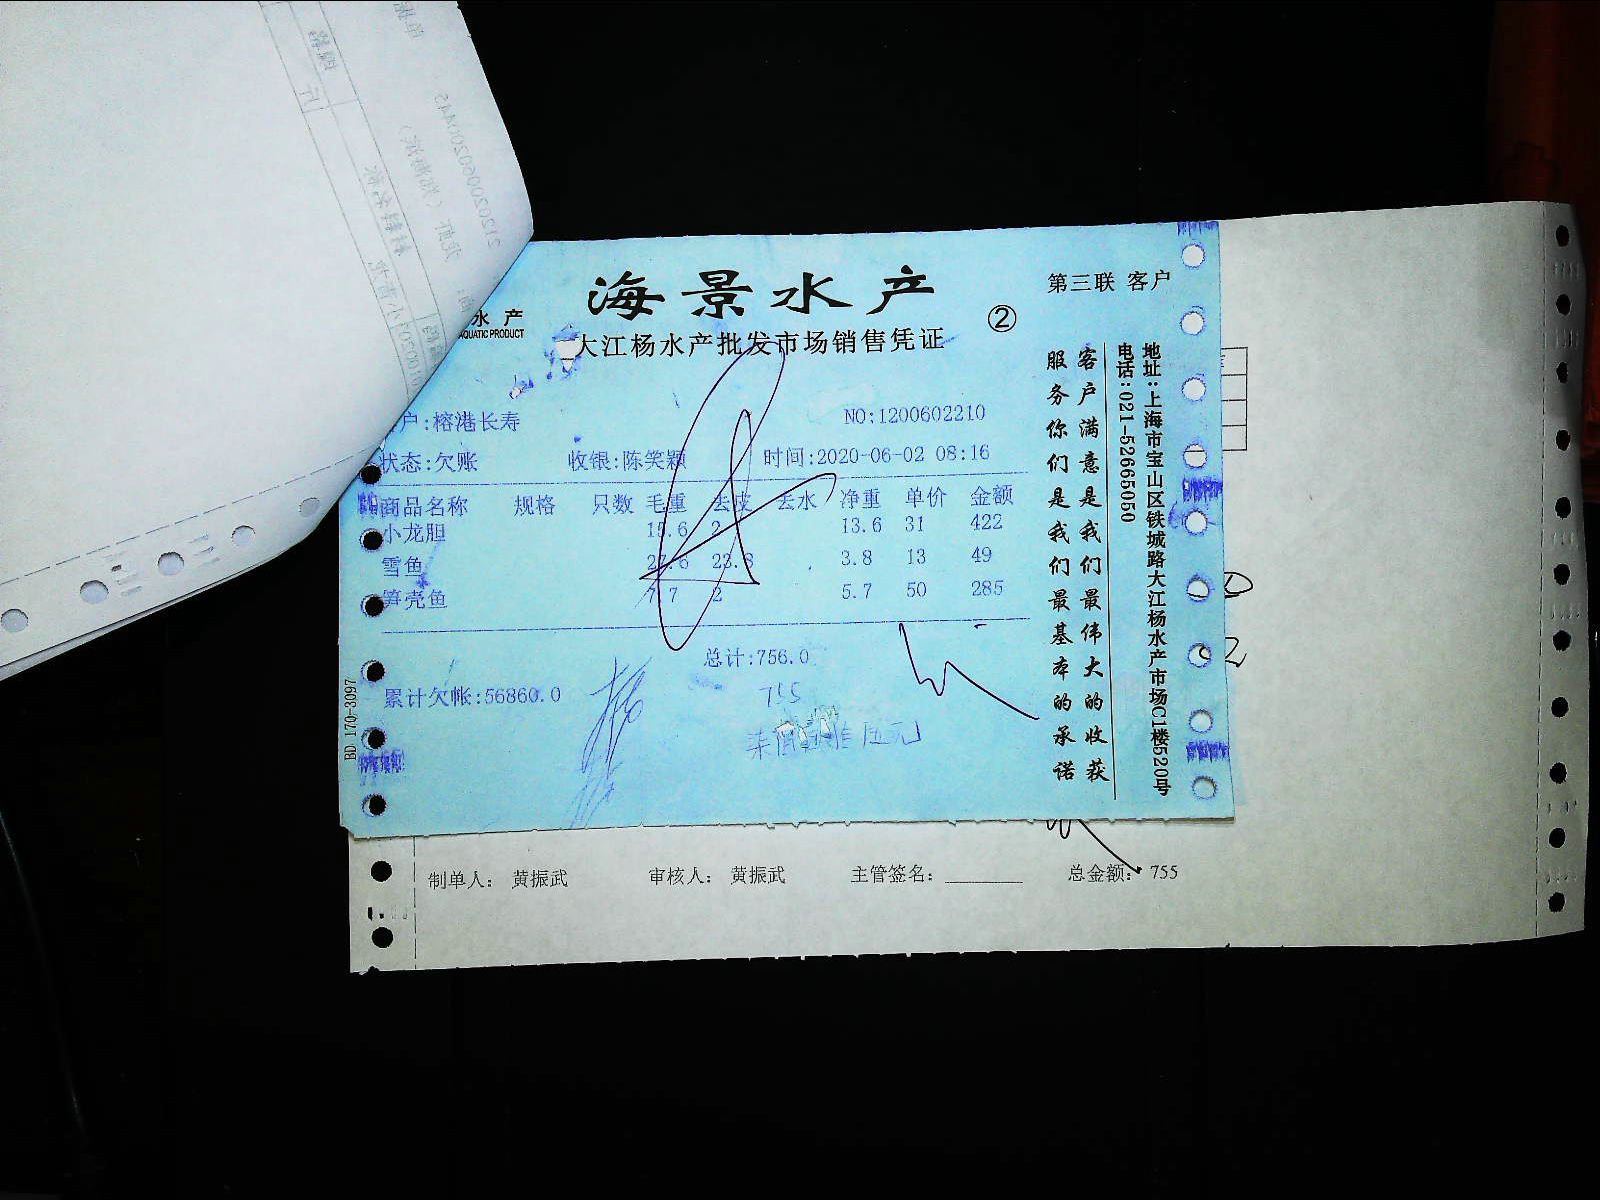 海景水产
第三联 客户
水产
AQUATIC PRODUCT
大江杨水产批发市场销售凭证
②
户:榕港长寿
NO:1200602210
状态:欠账 收银:陈笑颖 时间:2020-06-02 08:16
商品名称 规格 只数 毛重 去皮 去水 净重 单价 金额
小龙胆 15.6 2 13.6 31 422
雪鱼 27.6 23.8 3.8 13 49
笋壳鱼 7.7 2 5.7 50 285
总计:756.0
累计欠帐:56860.0
755
客户满意是我们最伟大的收获
服务你们是我们最基本的承诺
地址:上海市宝山区铁城路大江杨水产市场C1楼520号
电话:021-52665050
BD 170-3097
制单人: 黄振武 审核人: 黄振武 主管签名: 总金额: 755